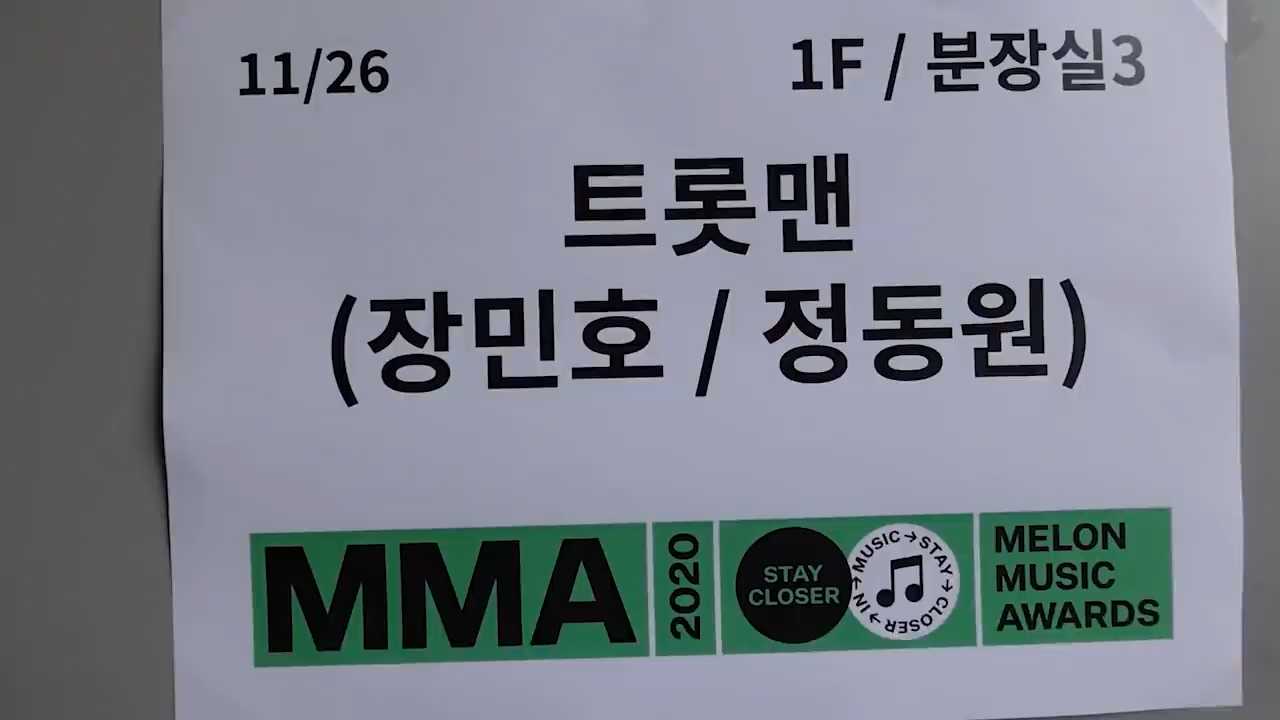 11/26
1F / 분장실3
트롯맨
(장민호 / 정동원)
MMA
2020
STAY
CLOSER
MUSIC→STAY→CLOSER→IN→
MELON
MUSIC
AWARDS